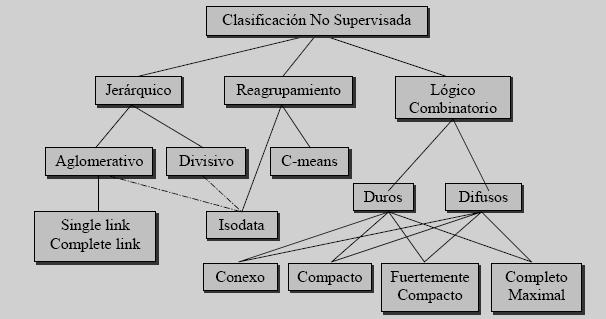 Clasificación No Supervisada
Jerárquico
Reagrupamiento
Lógico
Combinatorio
Aglomerativo
Divisivo
C-means
Duros
Difusos
Single link
Complete link
Isodata
Conexo
Compacto
Fuertemente
Compacto
Completo
Maximal